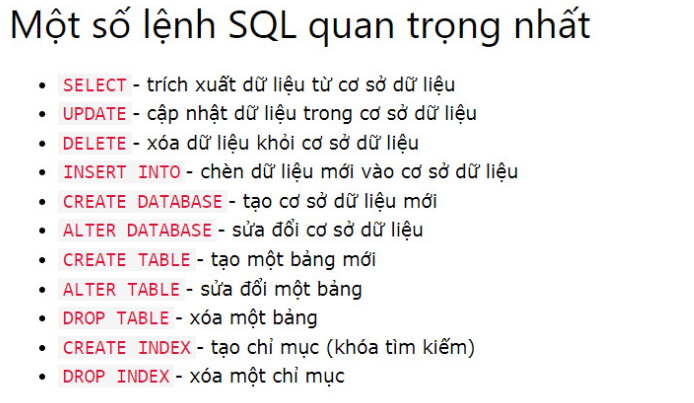 Một số lệnh SQL quan trọng nhất
• SELECT - trích xuất dữ liệu từ cơ sở dữ liệu
• UPDATE - cập nhật dữ liệu trong cơ sở dữ liệu
• DELETE - xóa dữ liệu khỏi cơ sở dữ liệu
• INSERT INTO - chèn dữ liệu mới vào cơ sở dữ liệu
• CREATE DATABASE - tạo cơ sở dữ liệu mới
• ALTER DATABASE - sửa đổi cơ sở dữ liệu
• CREATE TABLE - tạo một bảng mới
• ALTER TABLE - sửa đổi một bảng
• DROP TABLE - xóa một bảng
• CREATE INDEX - tạo chỉ mục (khóa tìm kiếm)
• DROP INDEX - xóa một chỉ mục